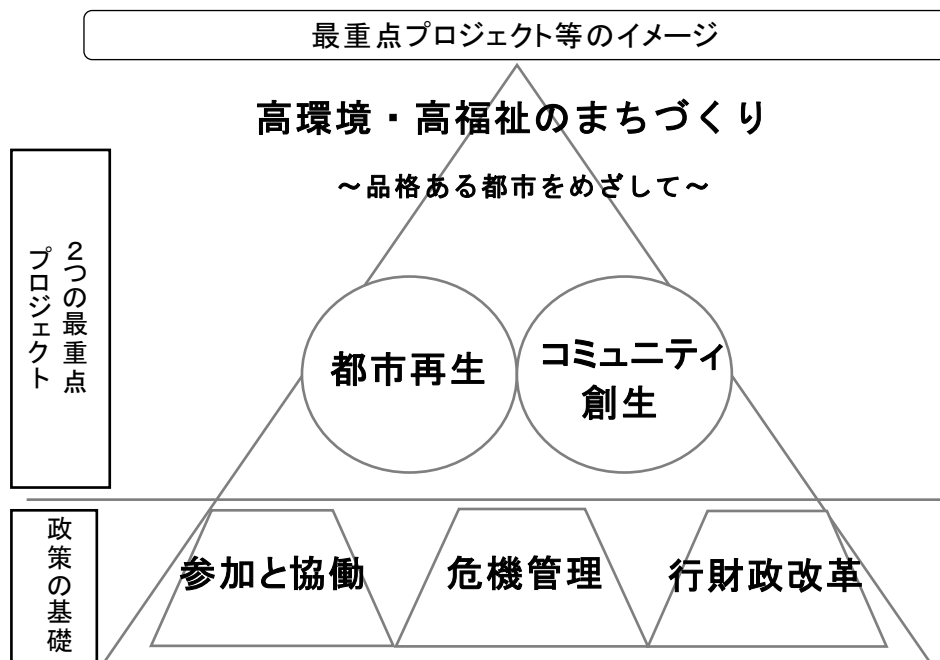 最重点プロジェクト等のイメージ
高環境・高福祉のまちづくり
～品格ある都市をめざして～
２つの最重点
プロジェクト
都市再生
コミュニティ
創生
政策の基礎
参加と協働
危機管理
行財政改革